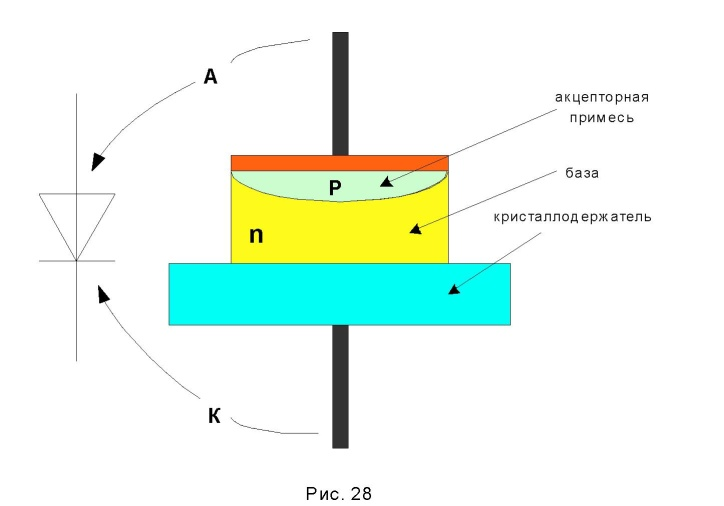 А
акцепторная
примесь
P
база
n
кристаллодержатель
К
Рис. 28